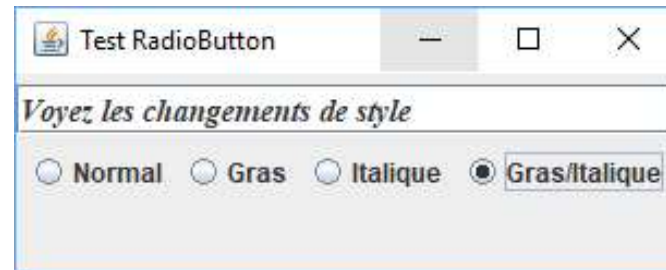 Test RadioButton
Voyez les changements de style
Normal Gras Italique Gras/Italique